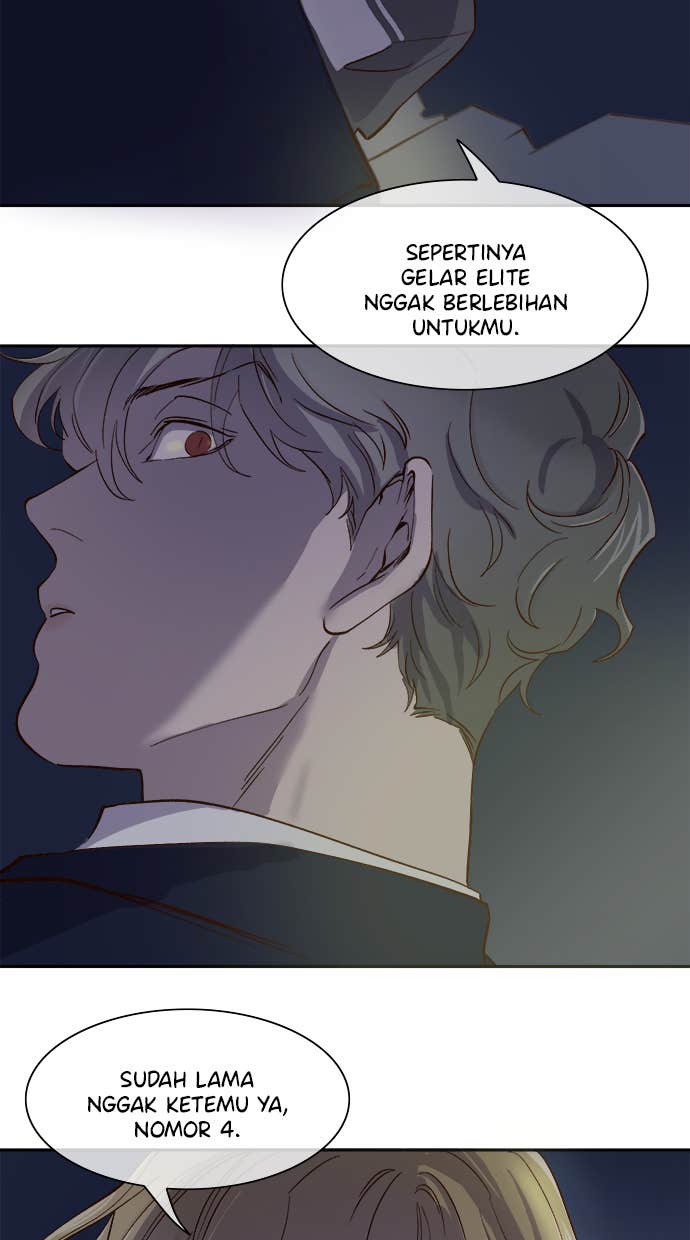 SEPERTINYA
GELAR ELITE
NGGAK BERLEBIHAN
UNTUKMU.
SUDAH LAMA
NGGAK KETEMU YA,
NOMOR 4.